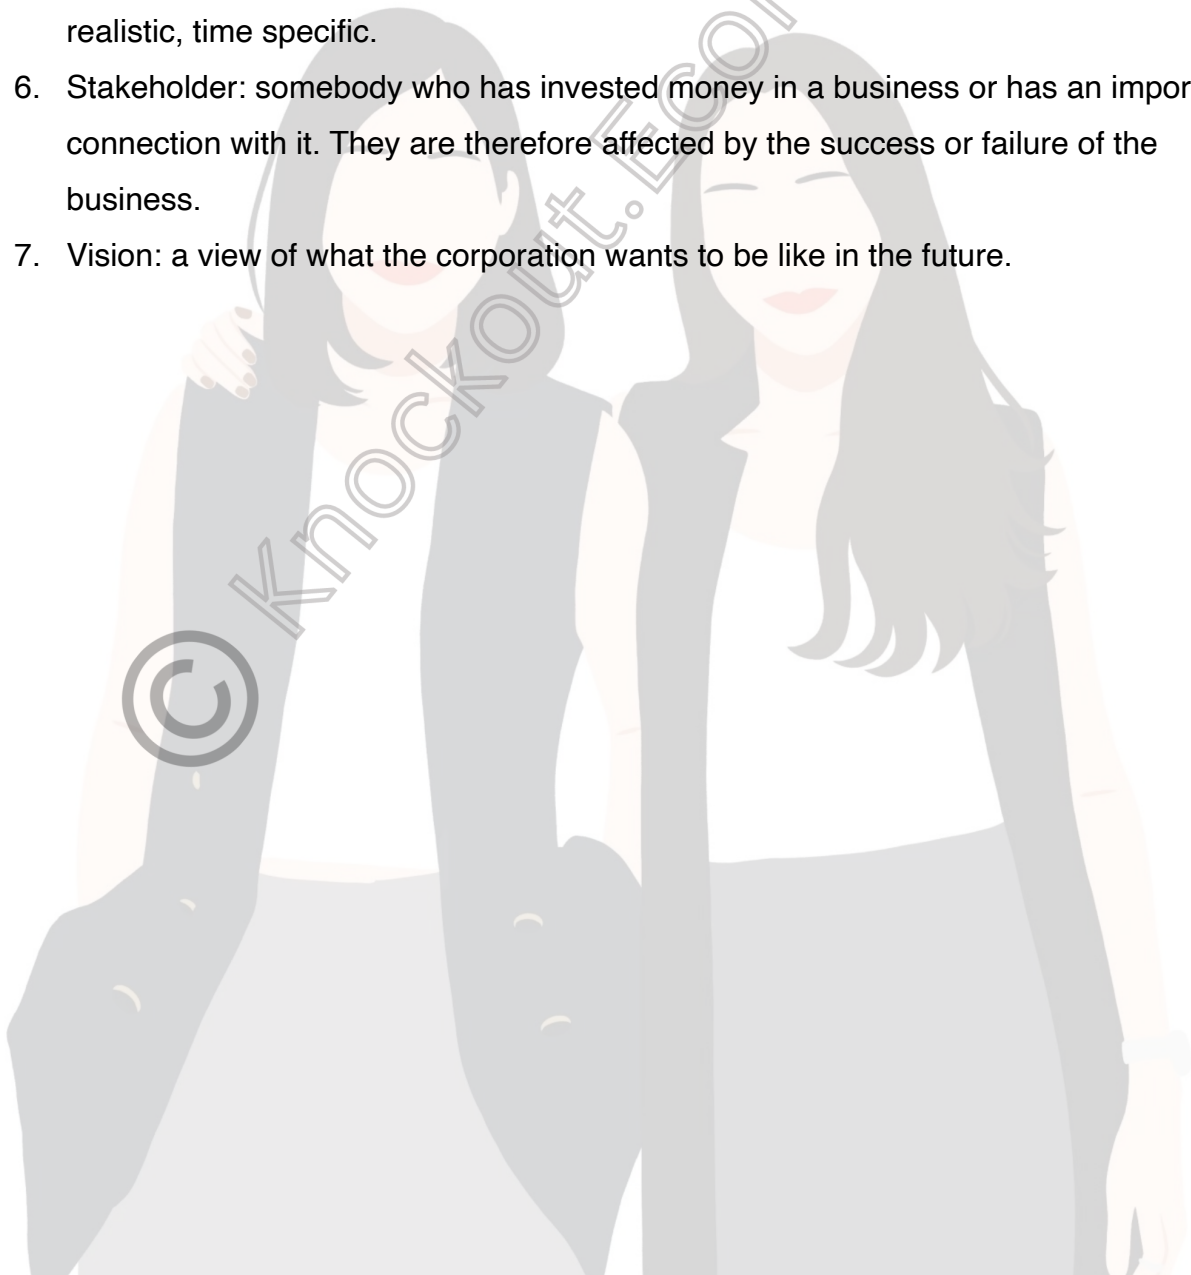 realistic, time specific.
6. Stakeholder: somebody who has invested money in a business or has an impor
connection with it. They are therefore affected by the success or failure of the
business.
7. Vision: a view of what the corporation wants to be like in the future.
© Knockout.Econ